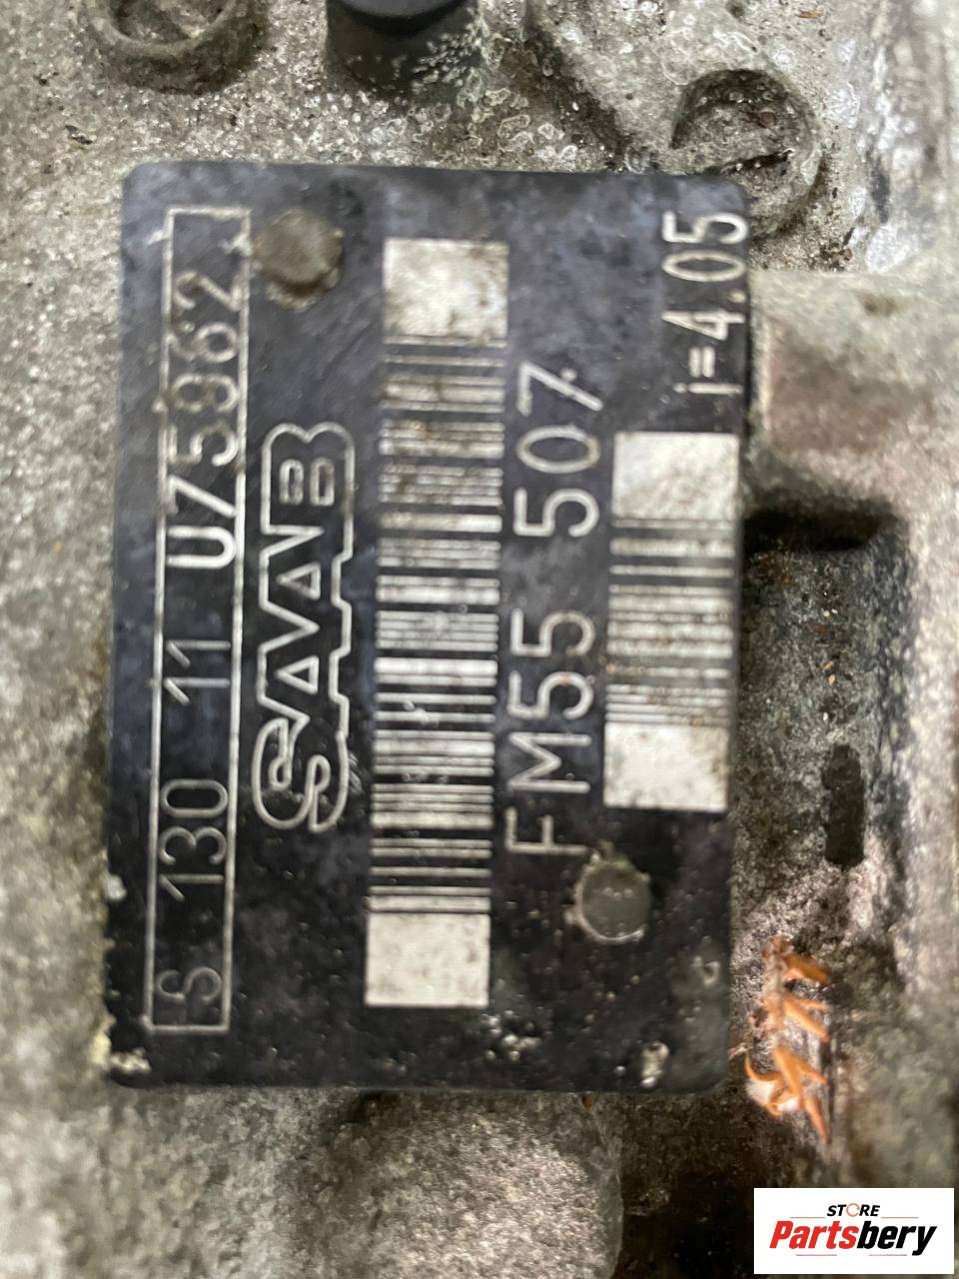 S 130 11 U75962
SAAB
FM55 507
i=4.05
STORE
Partsbery